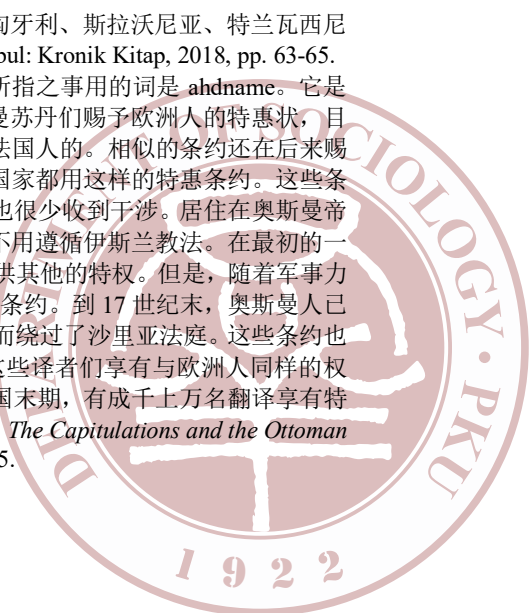 匈牙利、斯拉沃尼亚、特兰瓦西尼
bul: Kronik Kitap, 2018, pp. 63-65.
所指之事用的词是 ahdname。它是
曼苏丹们赐予欧洲人的特惠状，目
法国人的。相似的条约还在后来赐
国家都用这样的特惠条约。这些条
也很少收到干涉。居住在奥斯曼帝
不用遵循伊斯兰教法。在最初的一
共其他的特权。但是，随着军事力
条约。到 17 世纪末，奥斯曼人已
而绕过了沙里亚法庭。这些条约也
这些译者们享有与欧洲人同样的权
国末期，有成千上万名翻译享有特
The Capitulations and the Ottoman
5.
DEPARTMENT OF SOCIOLOGY · PKU
1922